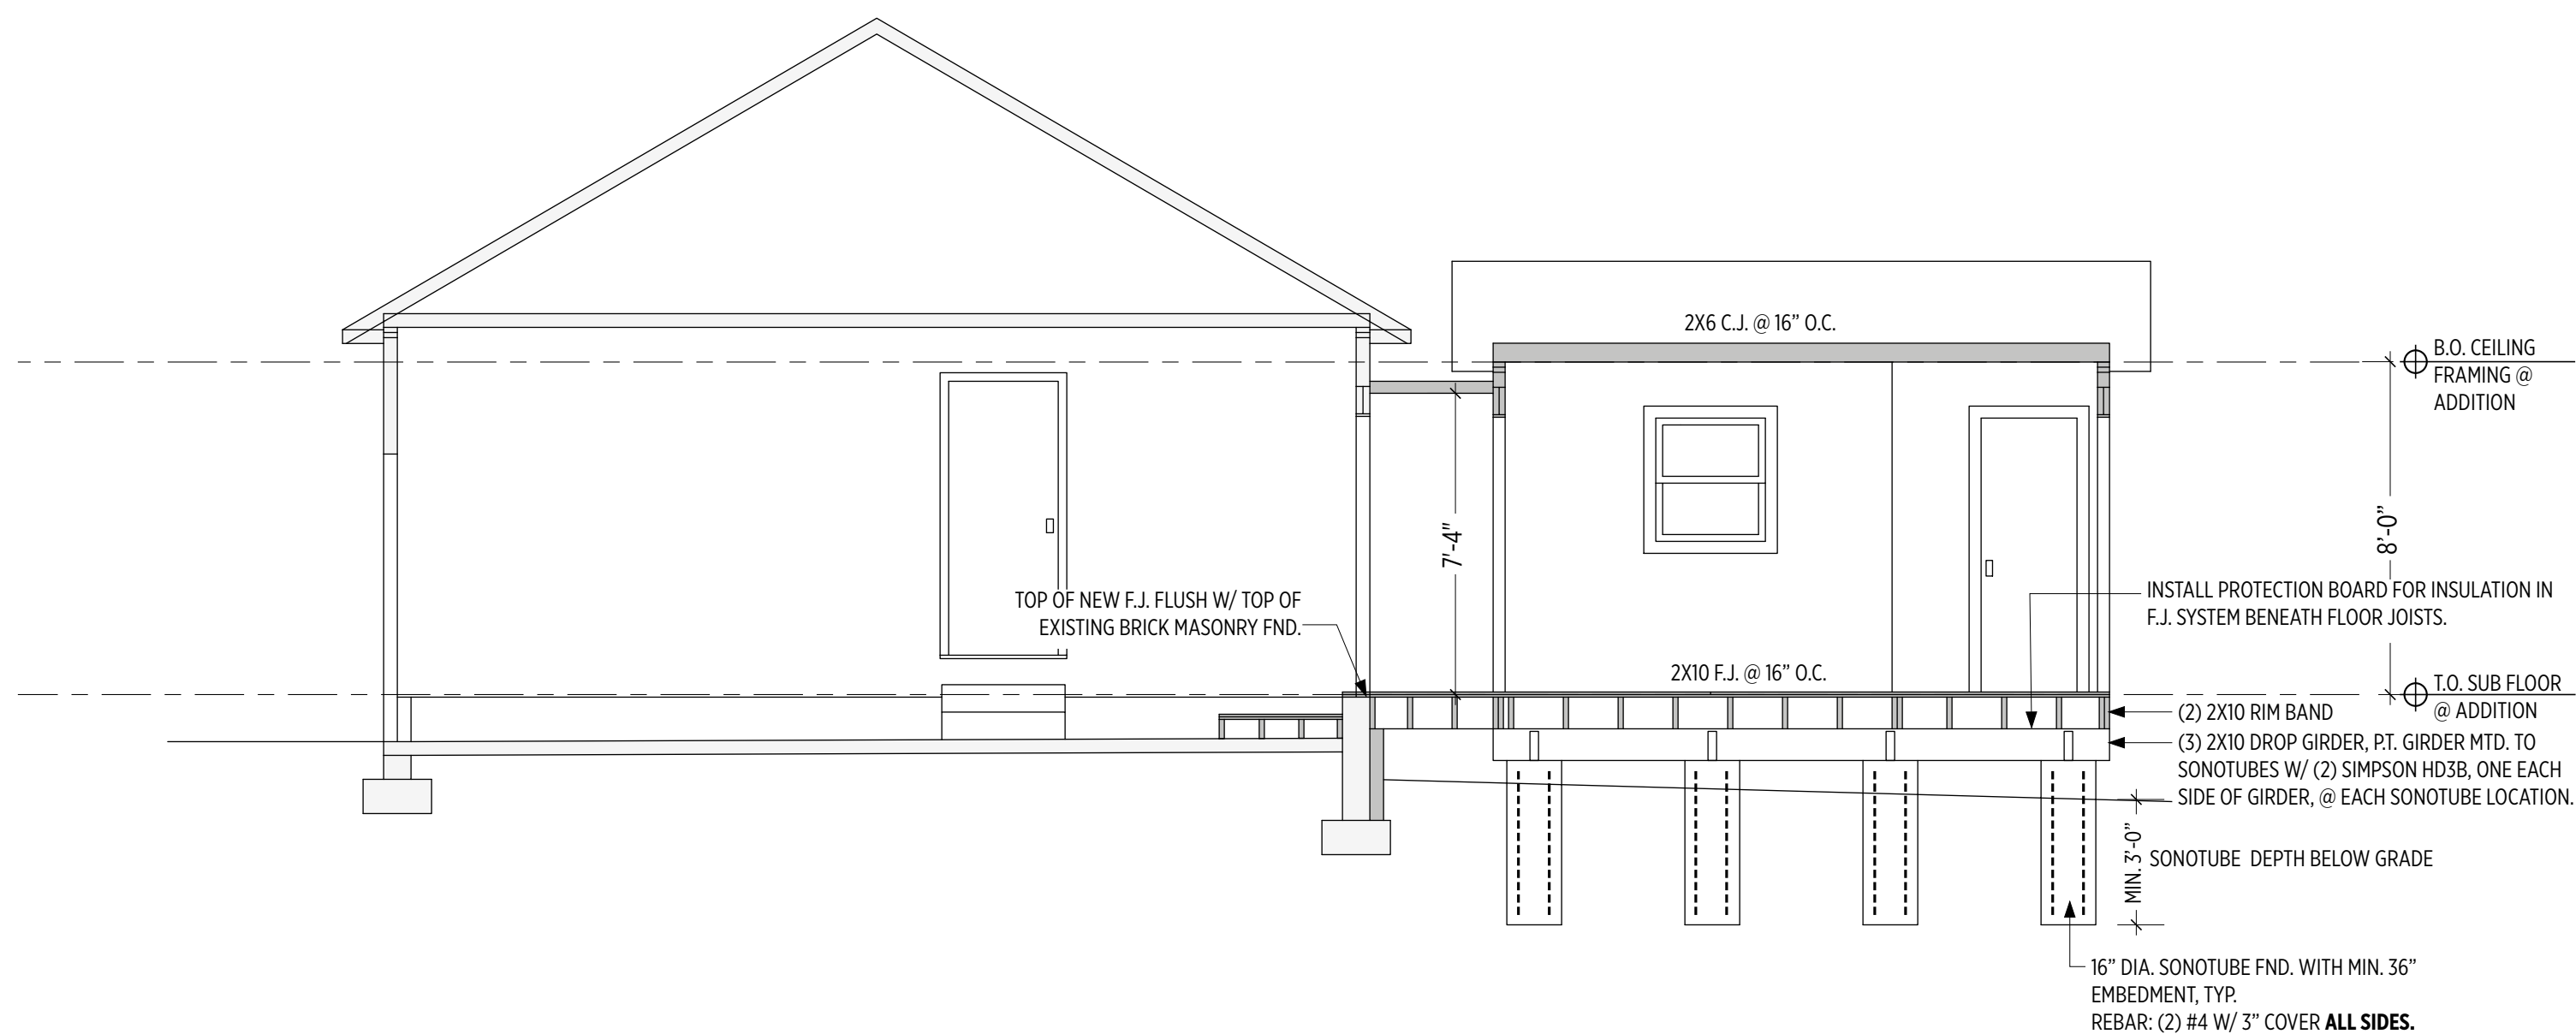 2X6 C.J. @ 16” O.C.
B.O. CEILING
FRAMING @
ADDITION
7'-4"
8’-0”
TOP OF NEW F.J. FLUSH W/ TOP OF
EXISTING BRICK MASONRY FND.
INSTALL PROTECTION BOARD FOR INSULATION IN
F.J. SYSTEM BENEATH FLOOR JOISTS.
2X10 F.J. @ 16” O.C.
T.O. SUB FLOOR
@ ADDITION
(2) 2X10 RIM BAND
(3) 2X10 DROP GIRDER, P.T. GIRDER MTD. TO
SONOTUBES W/ (2) SIMPSON HD3B, ONE EACH
SIDE OF GIRDER, @ EACH SONOTUBE LOCATION.
MIN. 3'-0”
SONOTUBE DEPTH BELOW GRADE
16” DIA. SONOTUBE FND. WITH MIN. 36”
EMBEDMENT, TYP.
REBAR: (2) #4 W/ 3” COVER ALL SIDES.